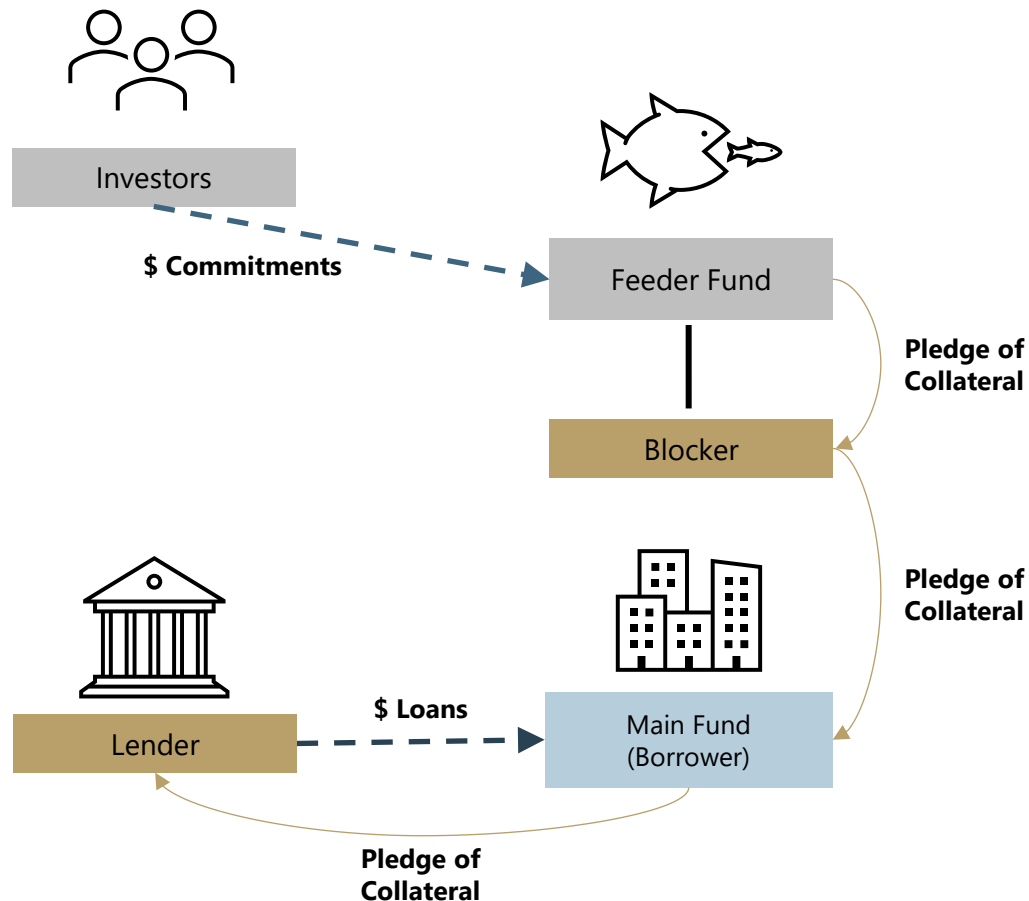 Investors
$ Commitments
Feeder Fund
Pledge of
Collateral
Blocker
Pledge of
Collateral
$ Loans
Lender
Main Fund
(Borrower)
Pledge of
Collateral